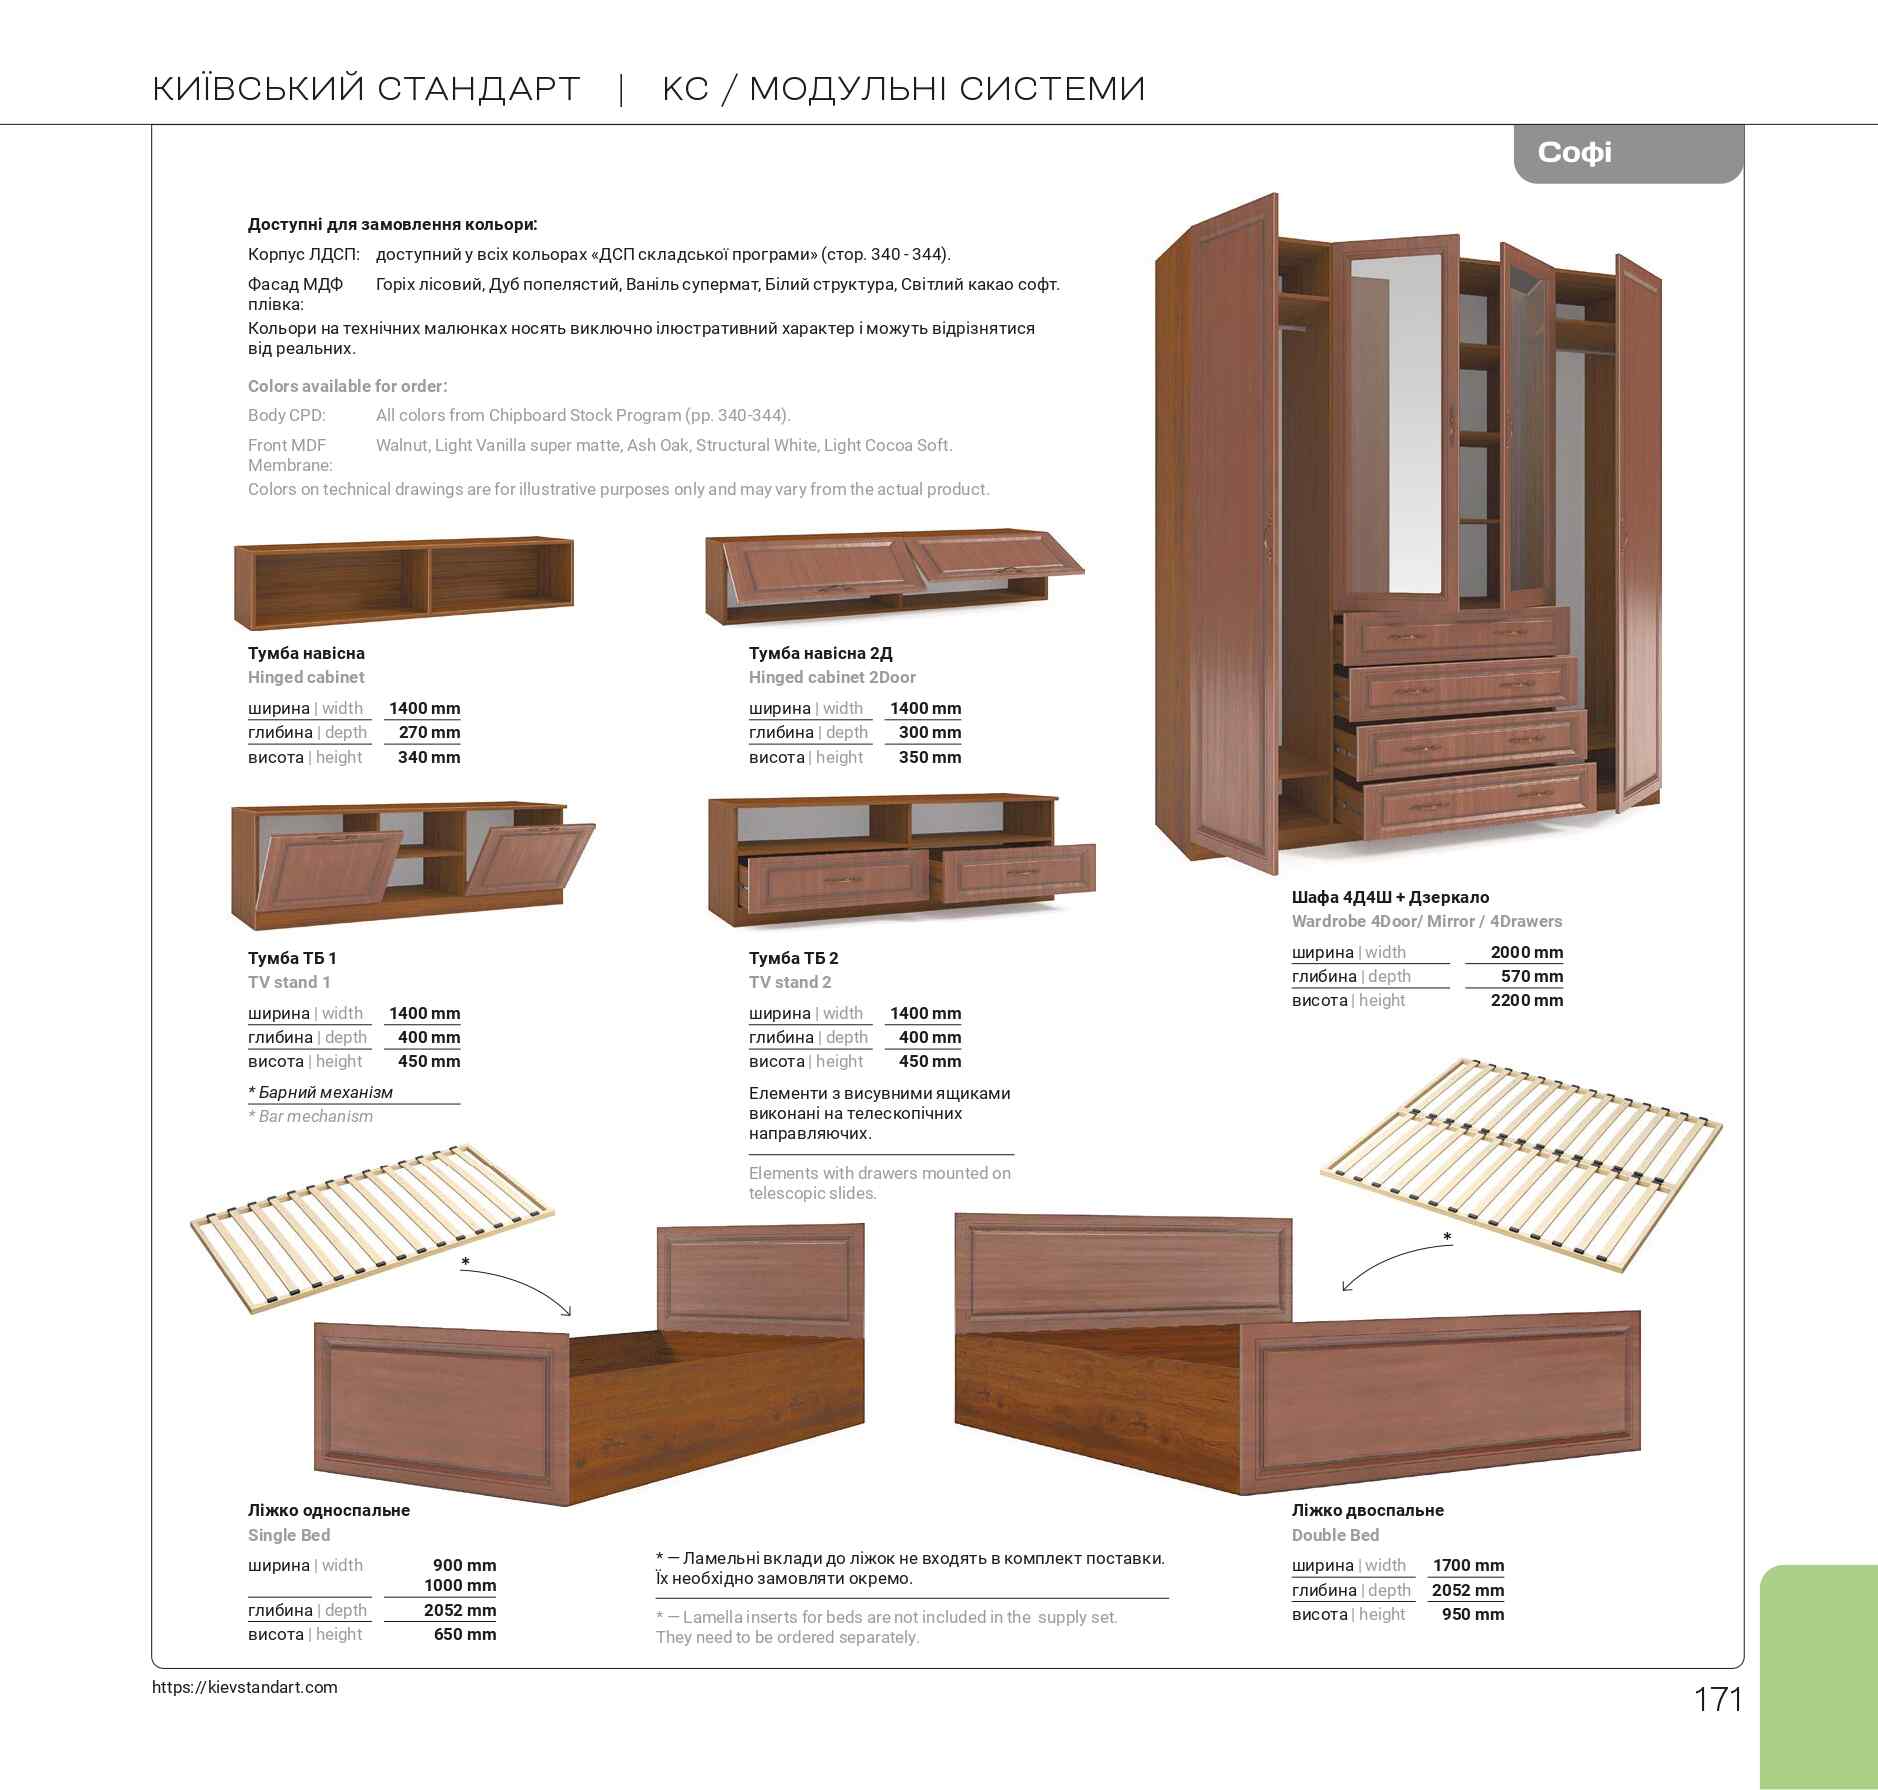 КИЇВСЬКИЙ СТАНДАРТ | КС / МОДУЛЬНІ СИСТЕМИ
Софі
Доступні для замовлення кольори:
Корпус ЛДСП: доступний у всіх кольорах «ДСП складської програми» (стор. 340 - 344).
Фасад МДФ Горіх лісовий, Дуб попелястий, Ваніль супермат, Білий структура, Світлий какао софт.
плівка:
Кольори на технічних малюнках носять виключно ілюстративний характер і можуть відрізнятися
від реальних.
Colors available for order:
Body CPD: All colors from Chipboard Stock Program (pp. 340-344).
Front MDF Walnut, Light Vanilla super matte, Ash Oak, Structural White, Light Cocoa Soft.
Membrane:
Colors on technical drawings are for illustrative purposes only and may vary from the actual product.
Тумба навісна
Hinged cabinet
ширина | width 1400 mm
глибина | depth 270 mm
висота | height 340 mm
Тумба навісна 2Д
Hinged cabinet 2Door
ширина | width 1400 mm
глибина | depth 300 mm
висота | height 350 mm
Шафа 4Д4Ш + Дзеркало
Wardrobe 4Door/ Mirror / 4Drawers
ширина | width 2000 mm
глибина | depth 570 mm
висота | height 2200 mm
Тумба ТБ 1
TV stand 1
ширина | width 1400 mm
глибина | depth 400 mm
висота | height 450 mm
* Барний механізм
* Bar mechanism
Тумба ТБ 2
TV stand 2
ширина | width 1400 mm
глибина | depth 400 mm
висота | height 450 mm
Елементи з висувними ящиками
виконані на телескопічних
направляючих.
Elements with drawers mounted on
telescopic slides.
*
*
Ліжко односпальне
Single Bed
ширина | width 900 mm
1000 mm
глибина | depth 2052 mm
висота | height 650 mm
* — Ламельні вклади до ліжок не входять в комплект поставки.
Їх необхідно замовляти окремо.
* — Lamella inserts for beds are not included in the supply set.
They need to be ordered separately.
Ліжко двоспальне
Double Bed
ширина | width 1700 mm
глибина | depth 2052 mm
висота | height 950 mm
https://kievstandart.com
171